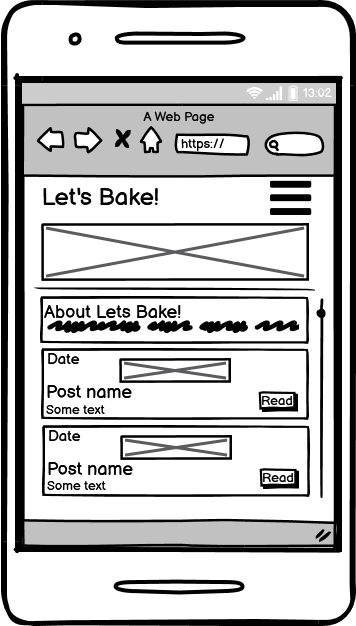 13:02
A Web Page
https://
Let's Bake!
About Lets Bake!
Date
Post name
Some text
Read
Date
Post name
Some text
Read